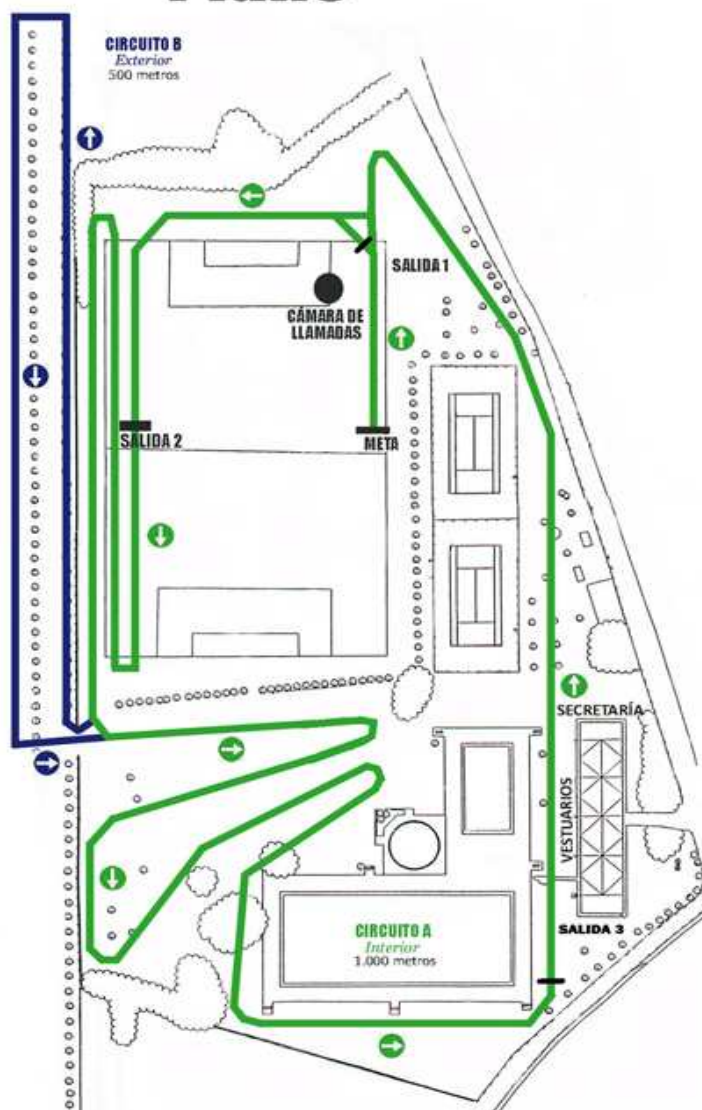 CIRCUITO B
Exterior
500 metros
SALIDA 1
CÁMARA DE
LLAMADAS
SALIDA 2
META
SECRETARÍA
VESTUARIOS
SALIDA 3
CIRCUITO A
Interior
1.000 metros